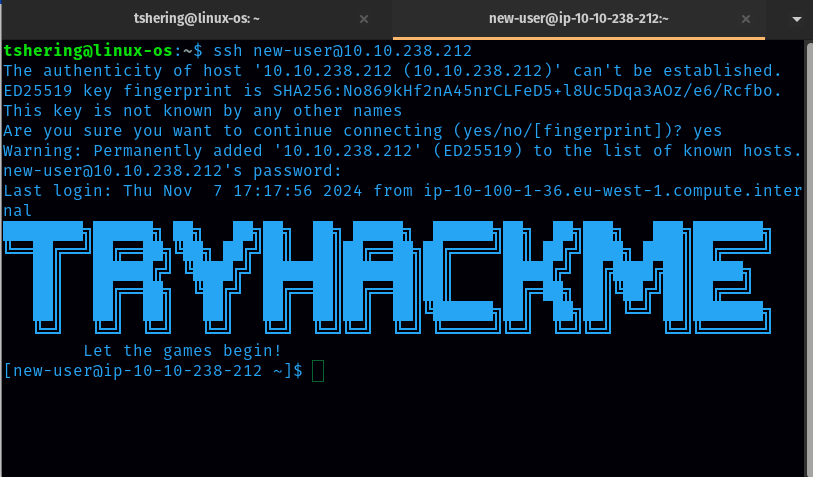 tshering@linux-os: ~
new-user@ip-10-10-238-212:~
tshering@linux-os:~$ ssh new-user@10.10.238.212
The authenticity of host '10.10.238.212 (10.10.238.212)' can't be established.
ED25519 key fingerprint is SHA256:No869kHf2nA45nrCLFeD5+l8Uc5Dqa3AOz/e6/Rcfbo.
This key is not known by any other names
Are you sure you want to continue connecting (yes/no/[fingerprint])? yes
Warning: Permanently added '10.10.238.212' (ED25519) to the list of known hosts.
new-user@10.10.238.212's password:
Last login: Thu Nov  7 17:17:56 2024 from ip-10-100-1-36.eu-west-1.compute.inter
nal
TRYHACKME
Let the games begin!
[new-user@ip-10-10-238-212 ~]$